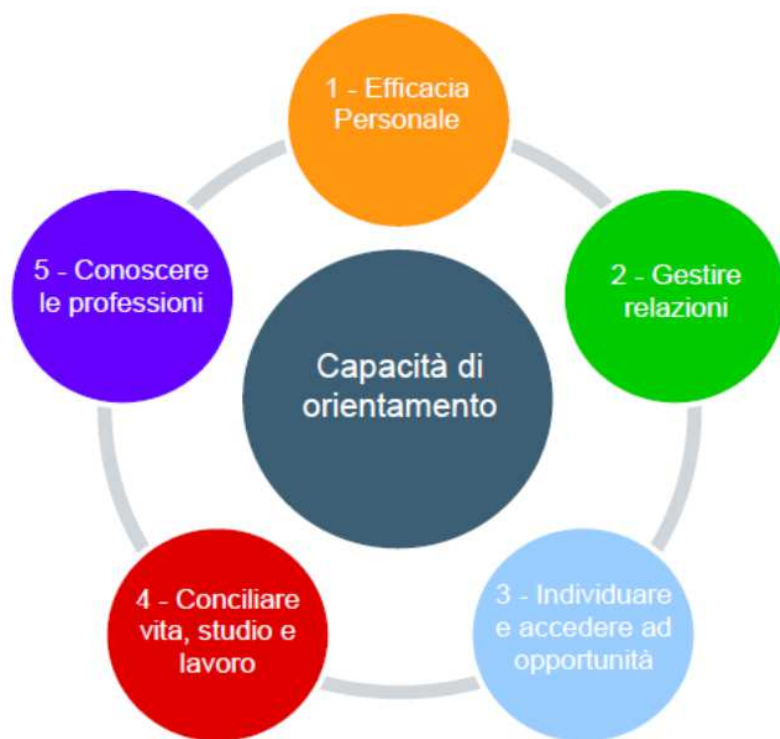 1 - Efficacia
Personale
2 - Gestire
relazioni
3 - Individuare
e accedere ad
opportunità
4 - Conciliare
vita, studio e
lavoro
5 - Conoscere
le professioni
Capacità di
orientamento